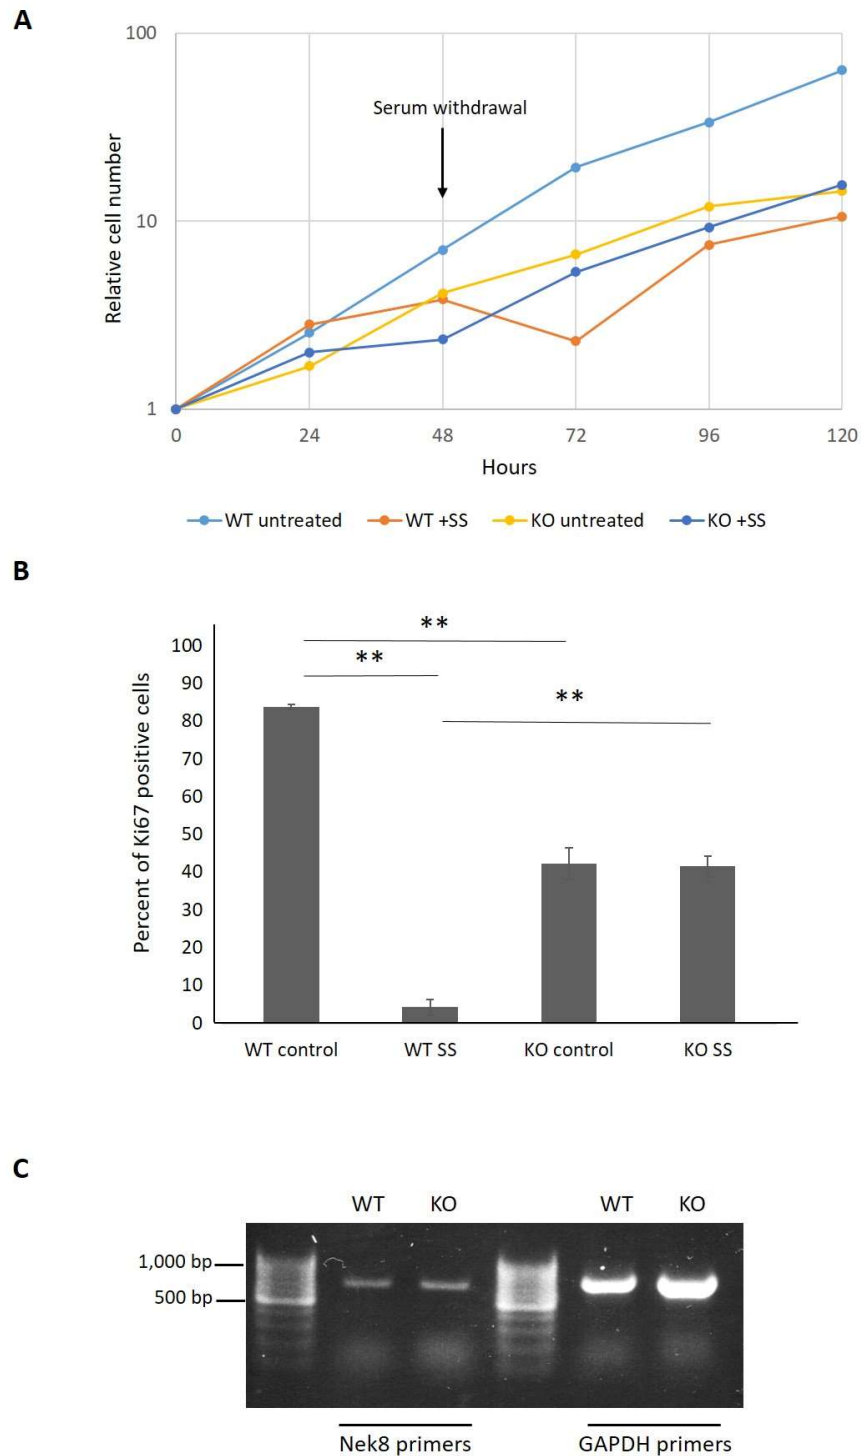 A
100
Serum withdrawal
Relative cell number
10
1
0 24 48 72 96 120
Hours
WT untreated WT +SS KO untreated KO +SS
B
**
**
**
Percent of Ki67 positive cells
100
90
80
70
60
50
40
30
20
10
0
WT control WT SS KO control KO SS
C
WT KO WT KO
1,000 bp
500 bp
Nek8 primers GAPDH primers